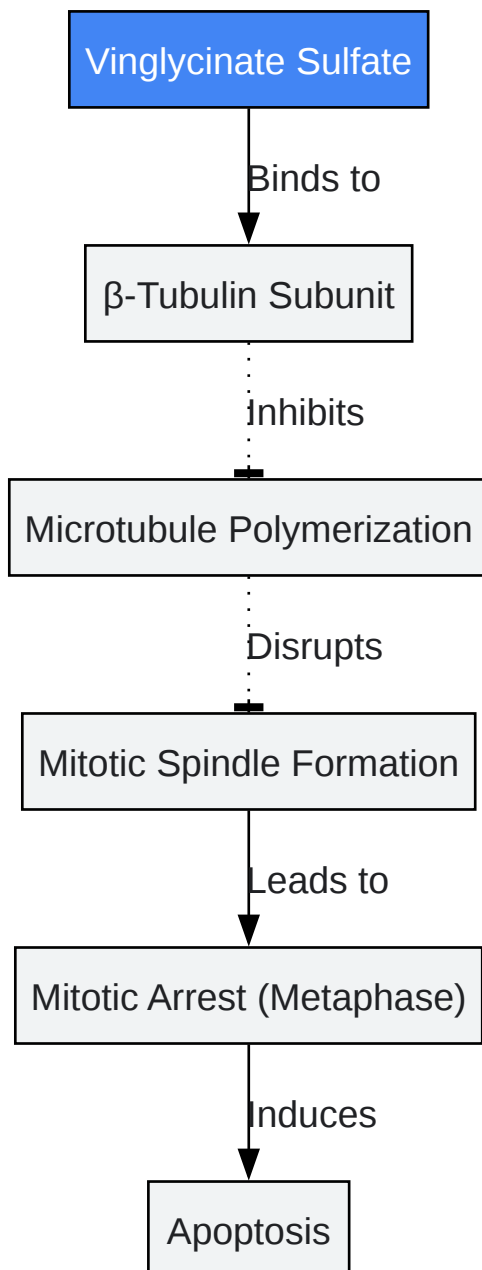 Vinglycinate Sulfate
Binds to
β-Tubulin Subunit
Inhibits
Microtubule Polymerization
Disrupts
Mitotic Spindle Formation
Leads to
Mitotic Arrest (Metaphase)
Induces
Apoptosis